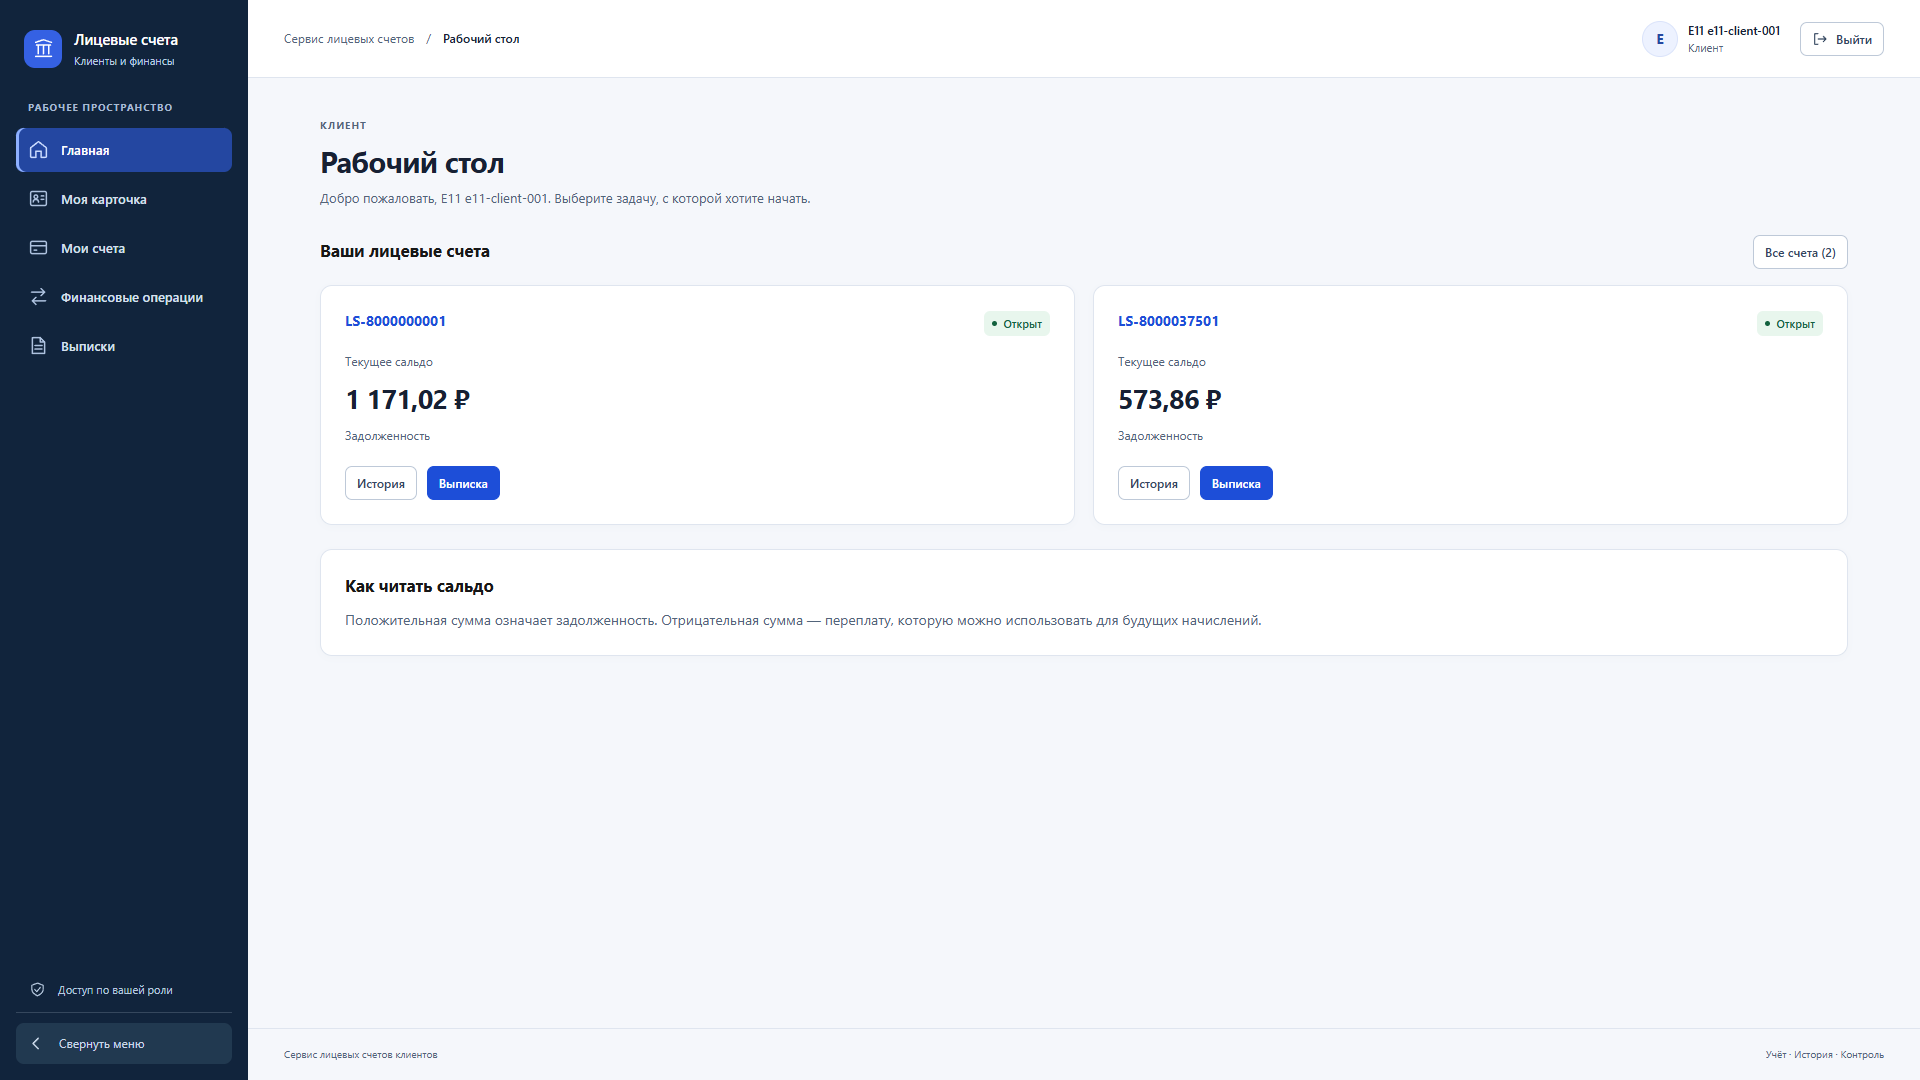 Лицевые счета
Клиенты и финансы
РАБОЧЕЕ ПРОСТРАНСТВО
Главная
Моя карточка
Мои счета
Финансовые операции
Выписки
Доступ по вашей роли
Свернуть меню
Сервис лицевых счетов / Рабочий стол
E
E11 e11-client-001
Клиент
Выйти
КЛИЕНТ
Рабочий стол
Добро пожаловать, E11 e11-client-001. Выберите задачу, с которой хотите начать.
Ваши лицевые счета
Все счета (2)
LS-8000000001
Открыт
Текущее сальдо
1 171,02 ₽
Задолженность
История
Выписка
LS-8000037501
Открыт
Текущее сальдо
573,86 ₽
Задолженность
История
Выписка
Как читать сальдо
Положительная сумма означает задолженность. Отрицательная сумма — переплату, которую можно использовать для будущих начислений.
Сервис лицевых счетов клиентов
Учёт · История · Контроль